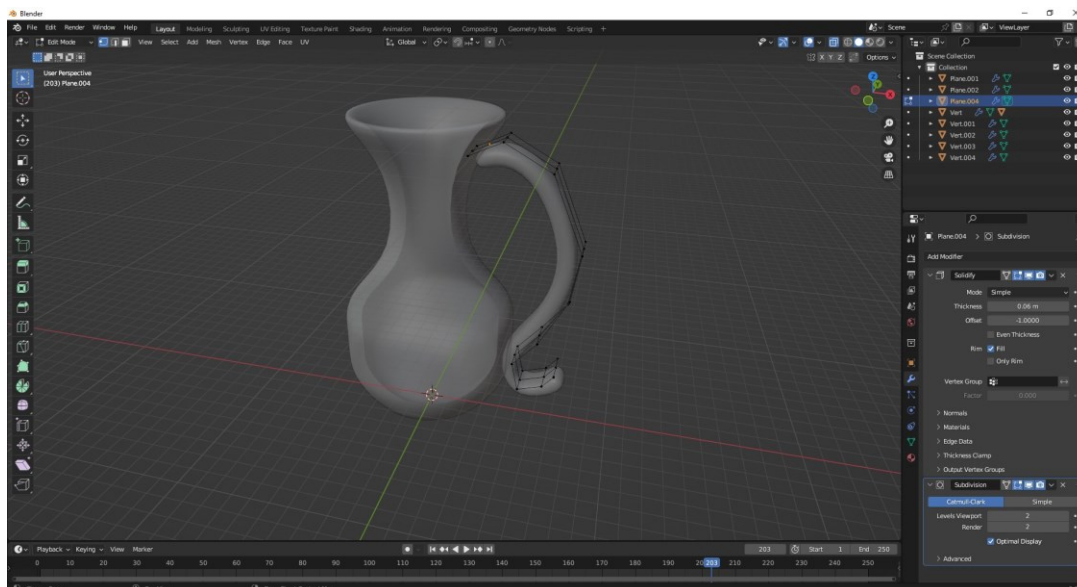 Blender
File Edit Render Window Help Layout Modeling Sculpting UV Editing Texture Paint Shading Animation Rendering Compositing Geometry Nodes Scripting + Scene ViewLayer
Edit Mode View Select Add Mesh Vertex Edge Face UV Global
X Y Z Options
User Perspective
(203) Plane.004
Scene Collection
Collection
Plane.001
Plane.002
Plane.004
Vert
Vert.001
Vert.002
Vert.003
Vert.004
Plane.004 > Subdivision
Add Modifier
Solidify
Mode Simple
Thickness 0.06 m
Offset -1.0000
Even Thickness
Rim Fill
Only Rim
Vertex Group
Factor 0.000
Normals
Materials
Edge Data
Thickness Clamp
Output Vertex Groups
Subdivision
Catmull-Clark Simple
Levels Viewport 2
Render 2
Optimal Display
Advanced
Playback Keying View Marker 203 Start 1 End 250
0 10 20 30 40 50 60 70 80 90 100 110 120 130 140 150 160 170 180 190 200 203 210 220 230 240 250